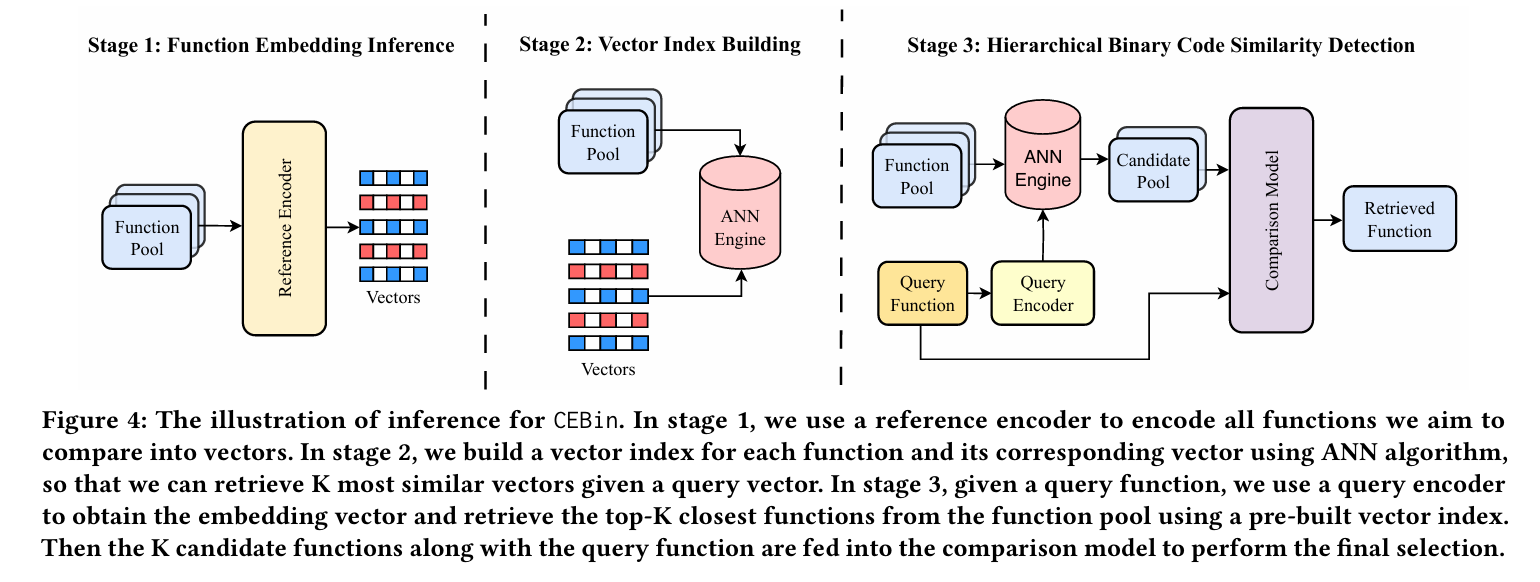 Stage 1: Function Embedding Inference
Function
Pool
Reference Encoder
Vectors
Stage 2: Vector Index Building
Function
Pool
ANN
Engine
Vectors
Stage 3: Hierarchical Binary Code Similarity Detection
Function
Pool
ANN
Engine
Candidate
Pool
Query
Function
Query
Encoder
Comparison Model
Retrieved
Function
Figure 4: The illustration of inference for CEBin. In stage 1, we use a reference encoder to encode all functions we aim to
compare into vectors. In stage 2, we build a vector index for each function and its corresponding vector using ANN algorithm,
so that we can retrieve K most similar vectors given a query vector. In stage 3, given a query function, we use a query encoder
to obtain the embedding vector and retrieve the top-K closest functions from the function pool using a pre-built vector index.
Then the K candidate functions along with the query function are fed into the comparison model to perform the final selection.